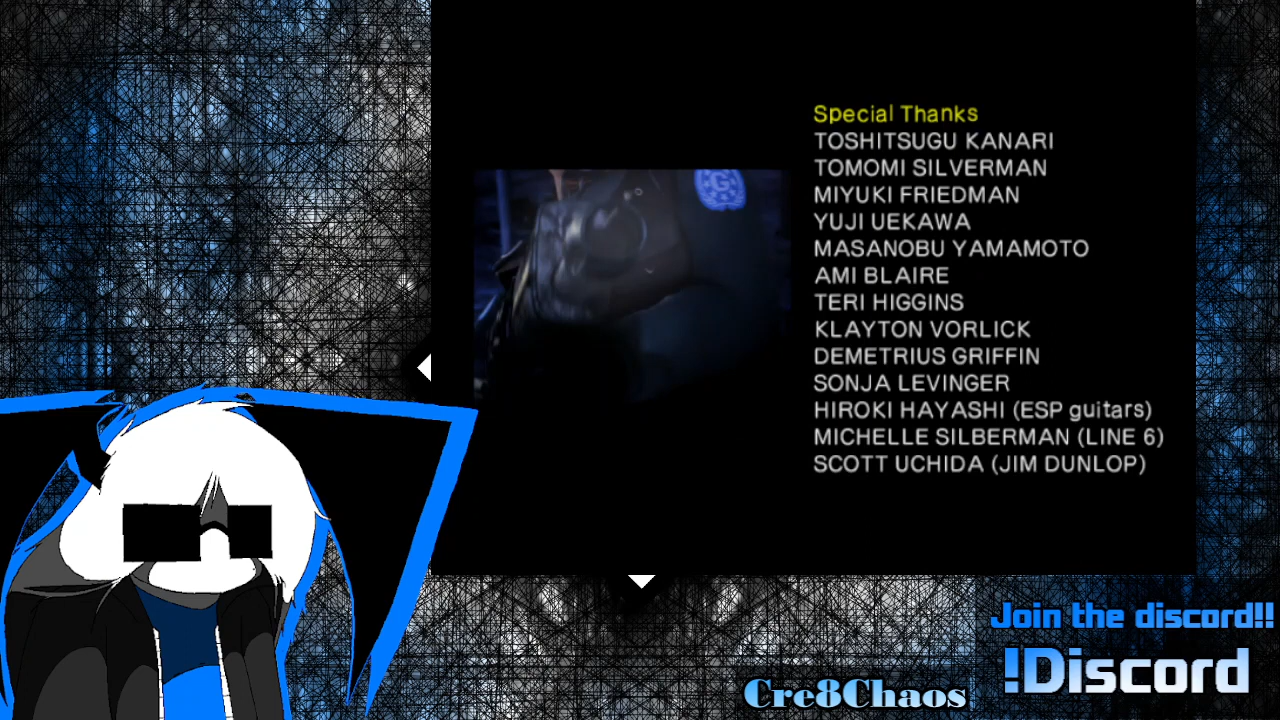 Special Thanks
TOSHITSUGU KANARI
TOMOMI SILVERMAN
MIYUKI FRIEDMAN
YUJI UEKAWA
MASANOBU YAMAMOTO
AMI BLAIRE
TERI HIGGINS
KLAYTON VORLICK
DEMETRIUS GRIFFIN
SONJA LEVINGER
HIROKI HAYASHI (ESP guitars)
MICHELLE SILBERMAN (LINE 6)
SCOTT UCHIDA (JIM DUNLOP)
Join the discord!!
!Discord
Cre8Chaos
G